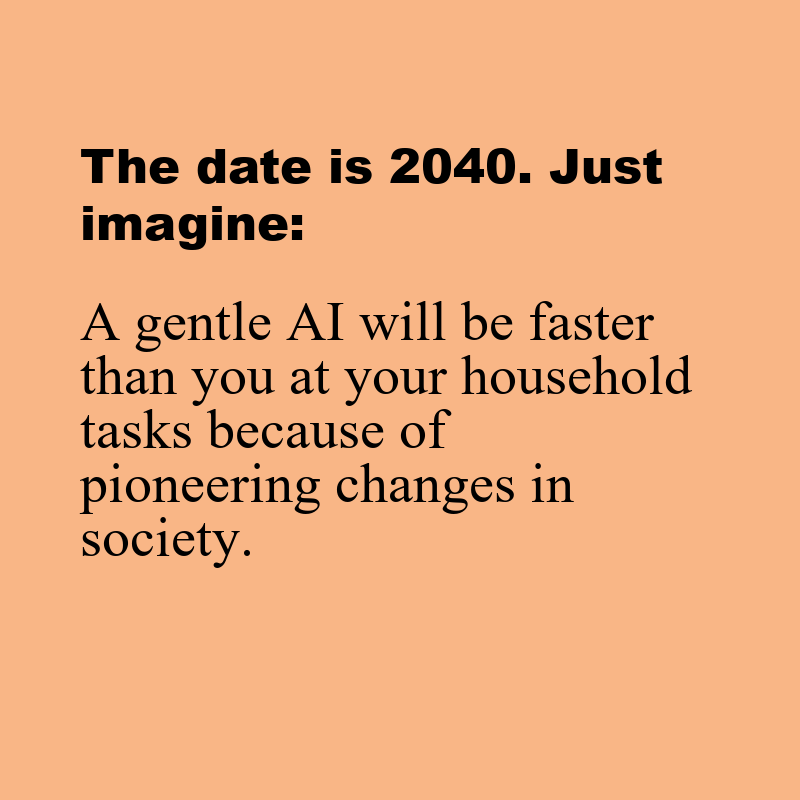 The date is 2040. Just
imagine:
A gentle AI will be faster
than you at your household
tasks because of
pioneering changes in
society.